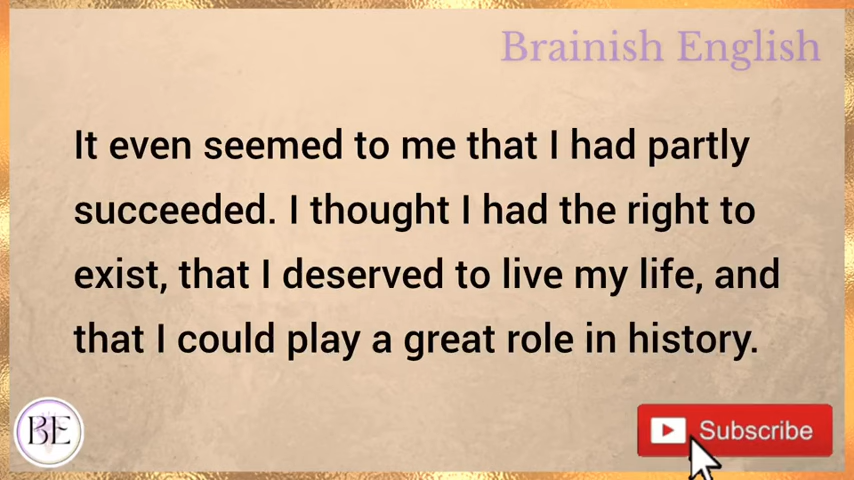 Brainish English
It even seemed to me that I had partly
succeeded. I thought I had the right to
exist, that I deserved to live my life, and
that I could play a great role in history.
BE
Subscribe